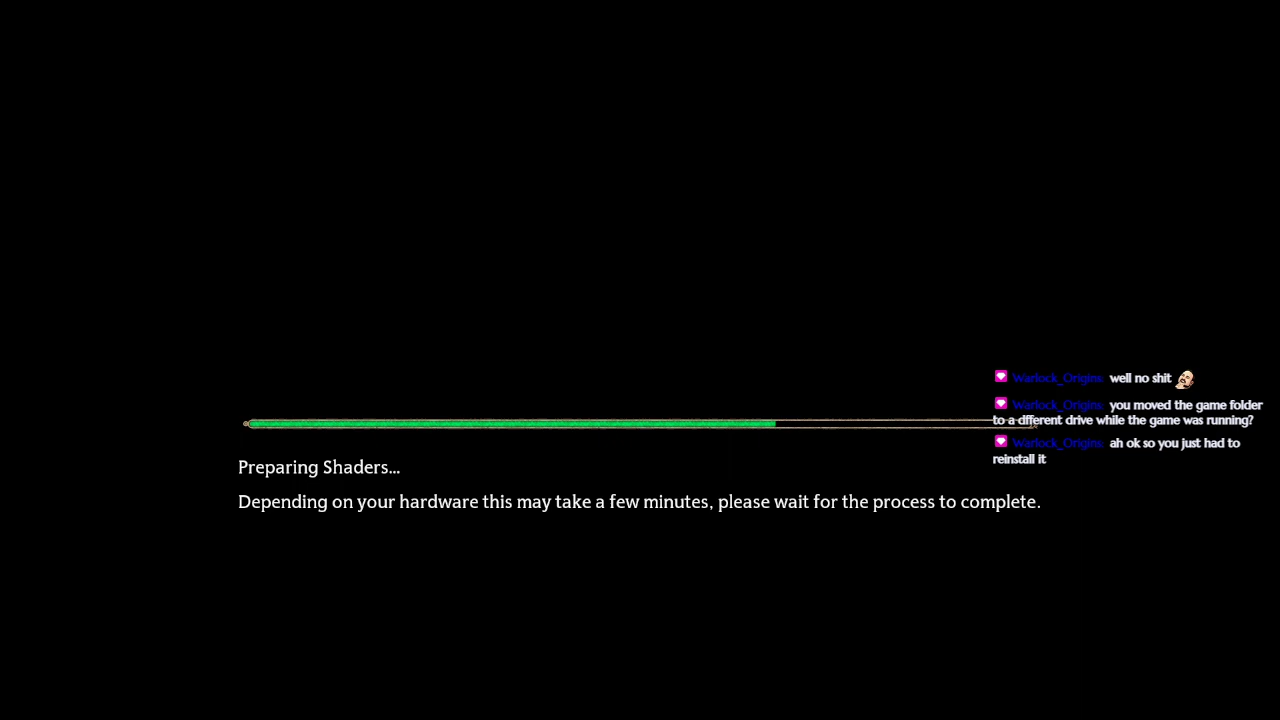 Warlock_Origins: well no shit
Warlock_Origins: you moved the game folder
to a dfferent drive while the game was running?
Warlock_Origins: ah ok so you just had to
reinstall it
Preparing Shaders...
Depending on your hardware this may take a few minutes, please wait for the process to complete.